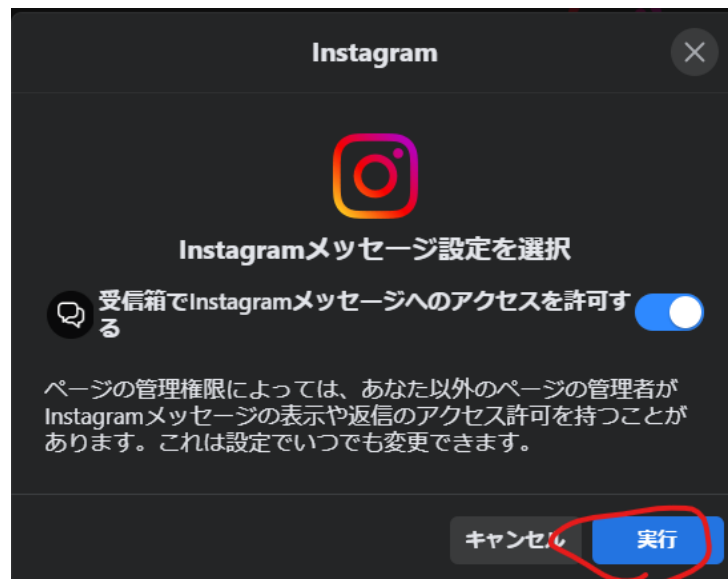 Instagram
Instagramメッセージ設定を選択
受信箱でInstagramメッセージへのアクセスを許可す
る
ページの管理権限によっては、あなた以外のページの管理者が
Instagramメッセージの表示や返信のアクセス許可を持つことが
あります。これは設定でいつでも変更できます。
キャンセル
実行